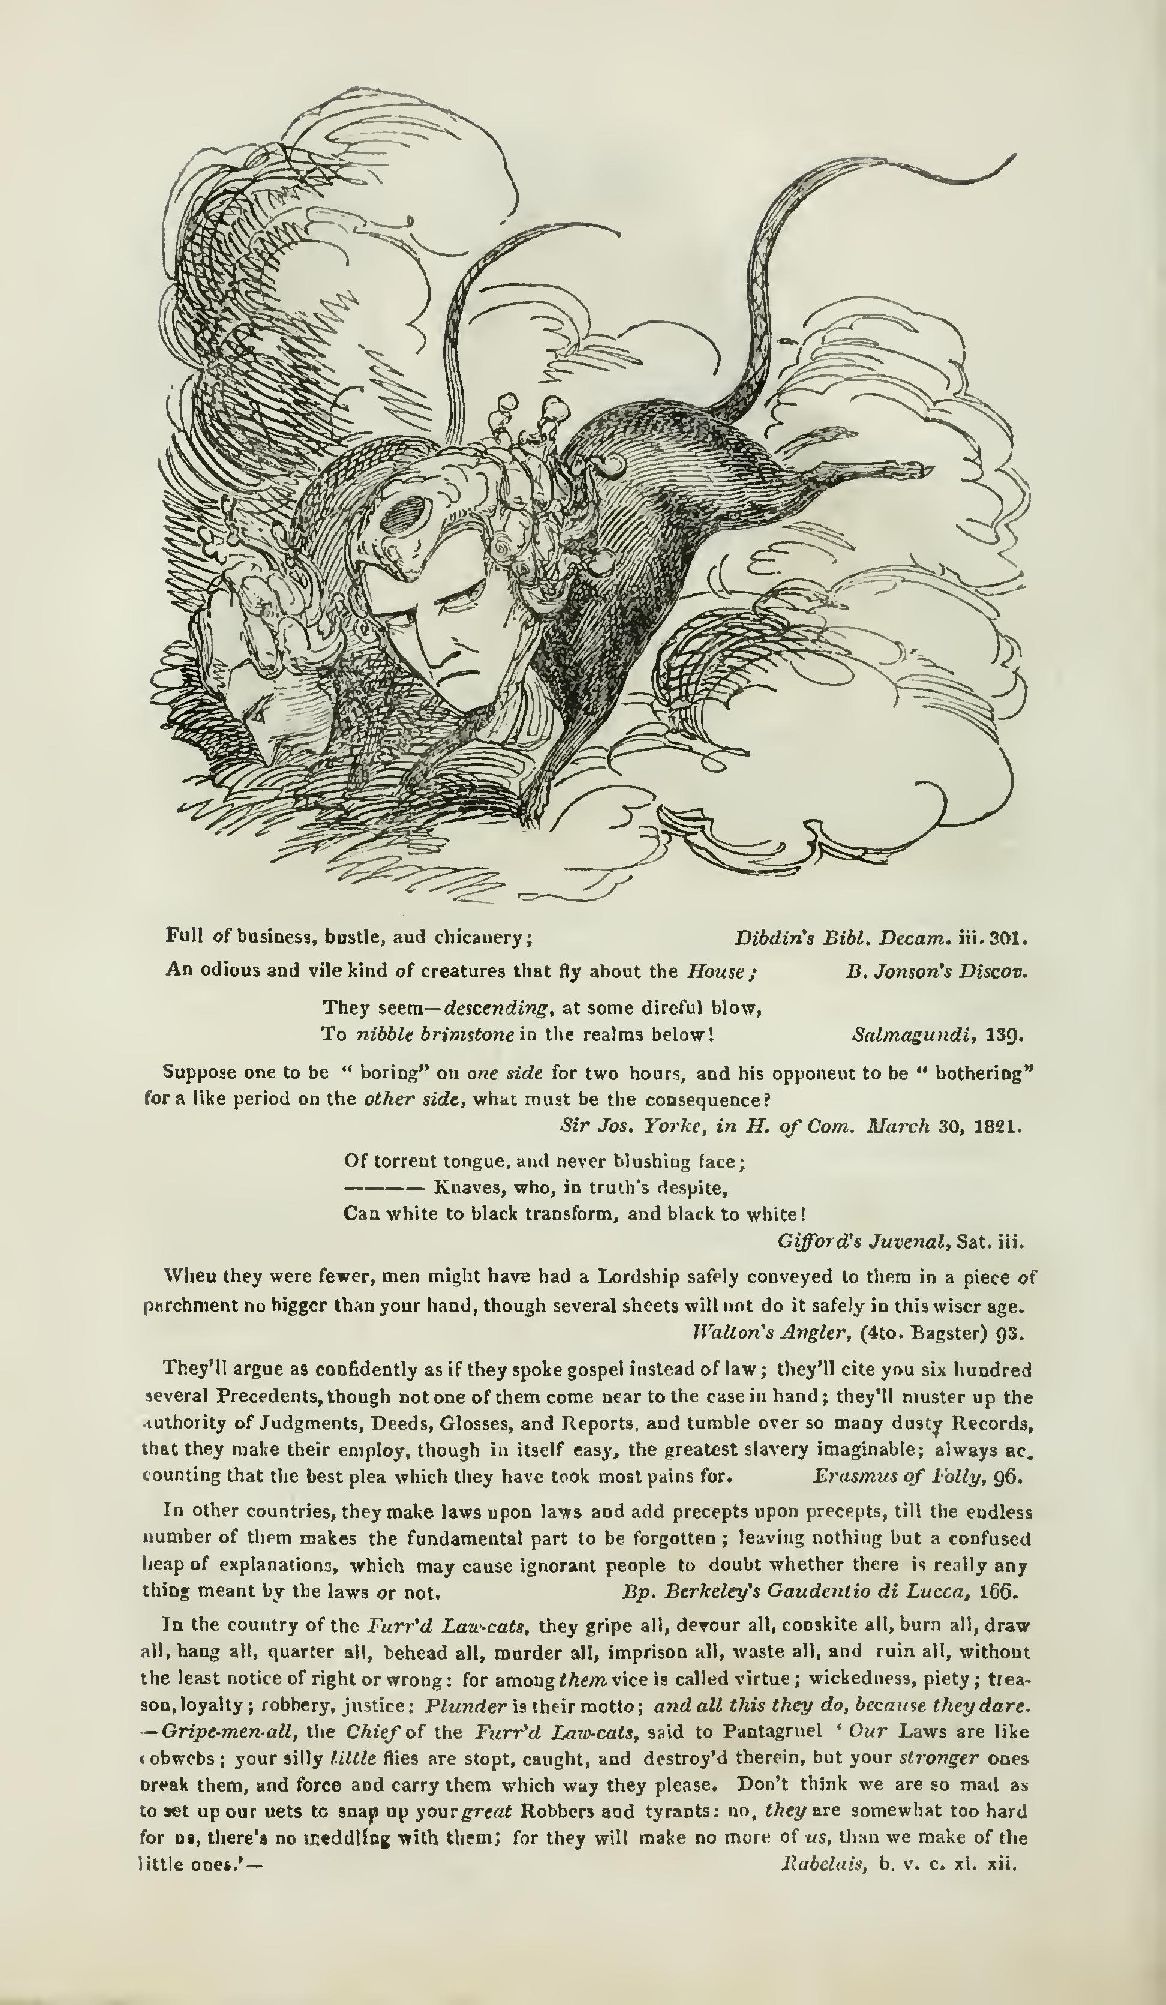 Full of business, bustle, and chicanery; Dibdin's Bibl. Decam. iii. 301.
An odious and vile kind of creatures that fly about the House; B. Jonson's Discov.
They seem—descending, at some direful blow,
To nibble brimstone in the realms below! Salmagundi, 139.
Suppose one to be “ boring” on one side for two hours, and his opponent to be “ bothering”
for a like period on the other side, what must be the consequence?
Sir Jos. Yorke, in H. of Com. March 30, 1821.
Of torrent tongue, and never blushing face;
——— Knaves, who, in truth's despite,
Can white to black transform, and black to white!
Gifford's Juvenal, Sat. iii.
When they were fewer, men might have had a Lordship safely conveyed to them in a piece of
parchment no bigger than your hand, though several sheets will not do it safely in this wiser age.
Walton's Angler, (4to. Bagster) 93.
They'll argue as confidently as if they spoke gospel instead of law; they'll cite you six hundred
several Precedents, though not one of them come near to the case in hand; they'll muster up the
authority of Judgments, Deeds, Glosses, and Reports, and tumble over so many dusty Records,
that they make their employ, though in itself easy, the greatest slavery imaginable; always ac-
counting that the best plea which they have took most pains for. Erasmus of Folly, 96.
In other countries, they make laws upon laws and add precepts upon precepts, till the endless
number of them makes the fundamental part to be forgotten; leaving nothing but a confused
heap of explanations, which may cause ignorant people to doubt whether there is really any
thing meant by the laws or not. Bp. Berkeley's Gaudentio di Lucca, 166.
In the country of the Furr'd Law-cats, they gripe all, devour all, conskite all, burn all, draw
all, hang all, quarter all, behead all, murder all, imprison all, waste all, and ruin all, without
the least notice of right or wrong: for among them vice is called virtue; wickedness, piety; trea-
son, loyalty; robbery, justice: Plunder is their motto; and all this they do, because they dare.
—Gripe-men-all, the Chief of the Furr'd Law-cats, said to Pantagruel ‘ Our Laws are like
cobwebs; your silly little flies are stopt, caught, and destroy'd therein, but your stronger ones
break them, and force and carry them which way they please. Don't think we are so mad as
to set up our nets to snap up your great Robbers and tyrants: no, they are somewhat too hard
for us, there's no meddling with them; for they will make no more of us, than we make of the
little ones.’— Rabelais, b. v. c. xi. xii.